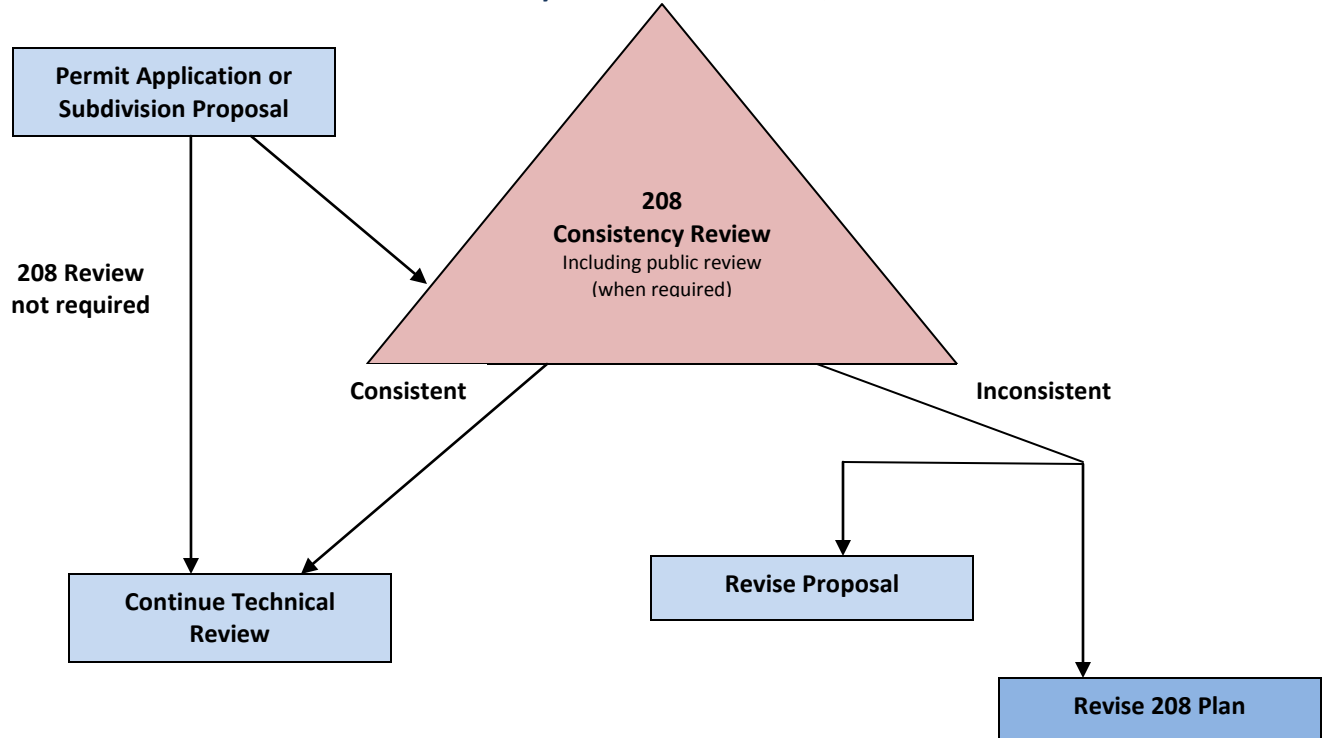 Permit Application or
Subdivision Proposal
208
Consistency Review
Including public review
(when required)
208 Review
not required
Consistent
Inconsistent
Revise Proposal
Continue Technical
Review
Revise 208 Plan